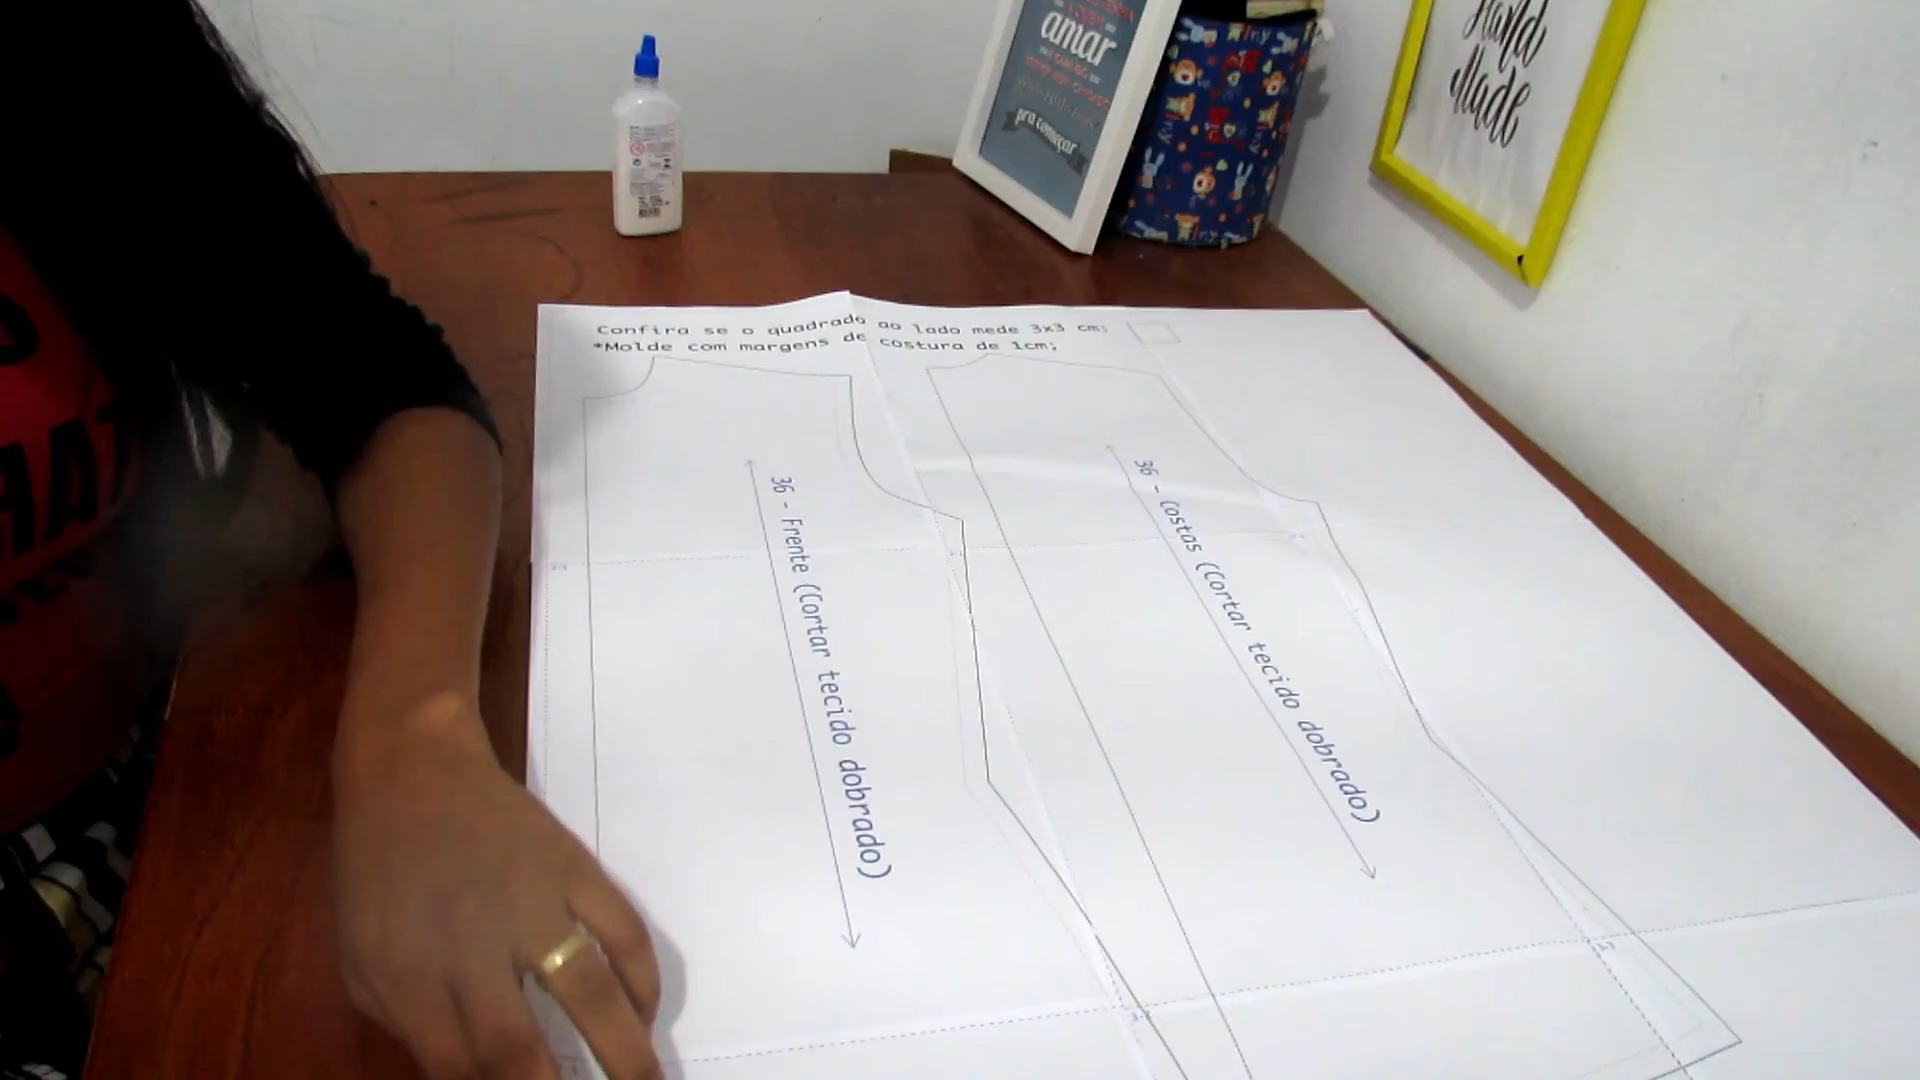 amar
pra começar
Hand
Made
Confira se o quadrado ao lado mede 3x3 cm;
*Molde com margens de costura de 1cm;
36 - Frente (Cortar tecido dobrado)
36 - Costas (Cortar tecido dobrado)